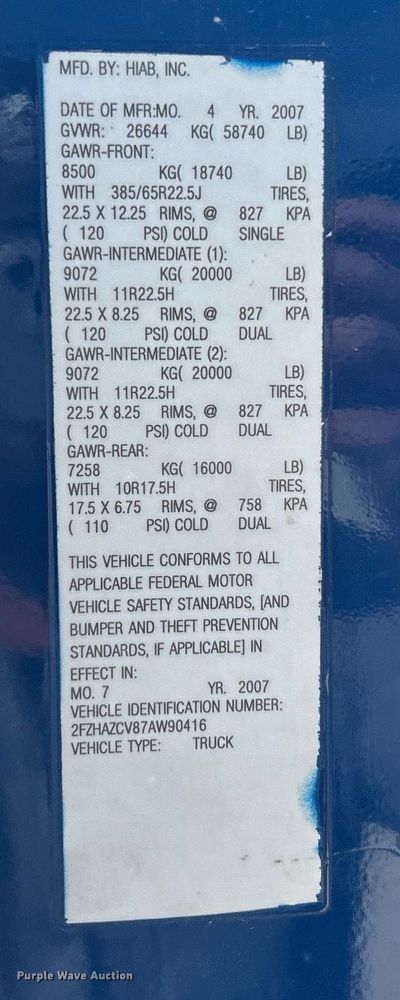 MFD. BY: HIAB, INC.
DATE OF MFR:MO. 4 YR. 2007
GVWR: 26644 KG( 58740 LB)
GAWR-FRONT:
8500 KG( 18740 LB)
WITH 385/65R22.5J TIRES,
22.5 X 12.25 RIMS, @ 827 KPA
( 120 PSI) COLD SINGLE
GAWR-INTERMEDIATE (1):
9072 KG( 20000 LB)
WITH 11R22.5H TIRES,
22.5 X 8.25 RIMS, @ 827 KPA
( 120 PSI) COLD DUAL
GAWR-INTERMEDIATE (2):
9072 KG( 20000 LB)
WITH 11R22.5H TIRES,
22.5 X 8.25 RIMS, @ 827 KPA
( 120 PSI) COLD DUAL
GAWR-REAR:
7258 KG( 16000 LB)
WITH 10R17.5H TIRES,
17.5 X 6.75 RIMS, @ 758 KPA
( 110 PSI) COLD DUAL
THIS VEHICLE CONFORMS TO ALL
APPLICABLE FEDERAL MOTOR
VEHICLE SAFETY STANDARDS, [AND
BUMPER AND THEFT PREVENTION
STANDARDS, IF APPLICABLE] IN
EFFECT IN:
MO. 7 YR. 2007
VEHICLE IDENTIFICATION NUMBER:
2FZHAZCV87AW90416
VEHICLE TYPE: TRUCK
Purple Wave Auction